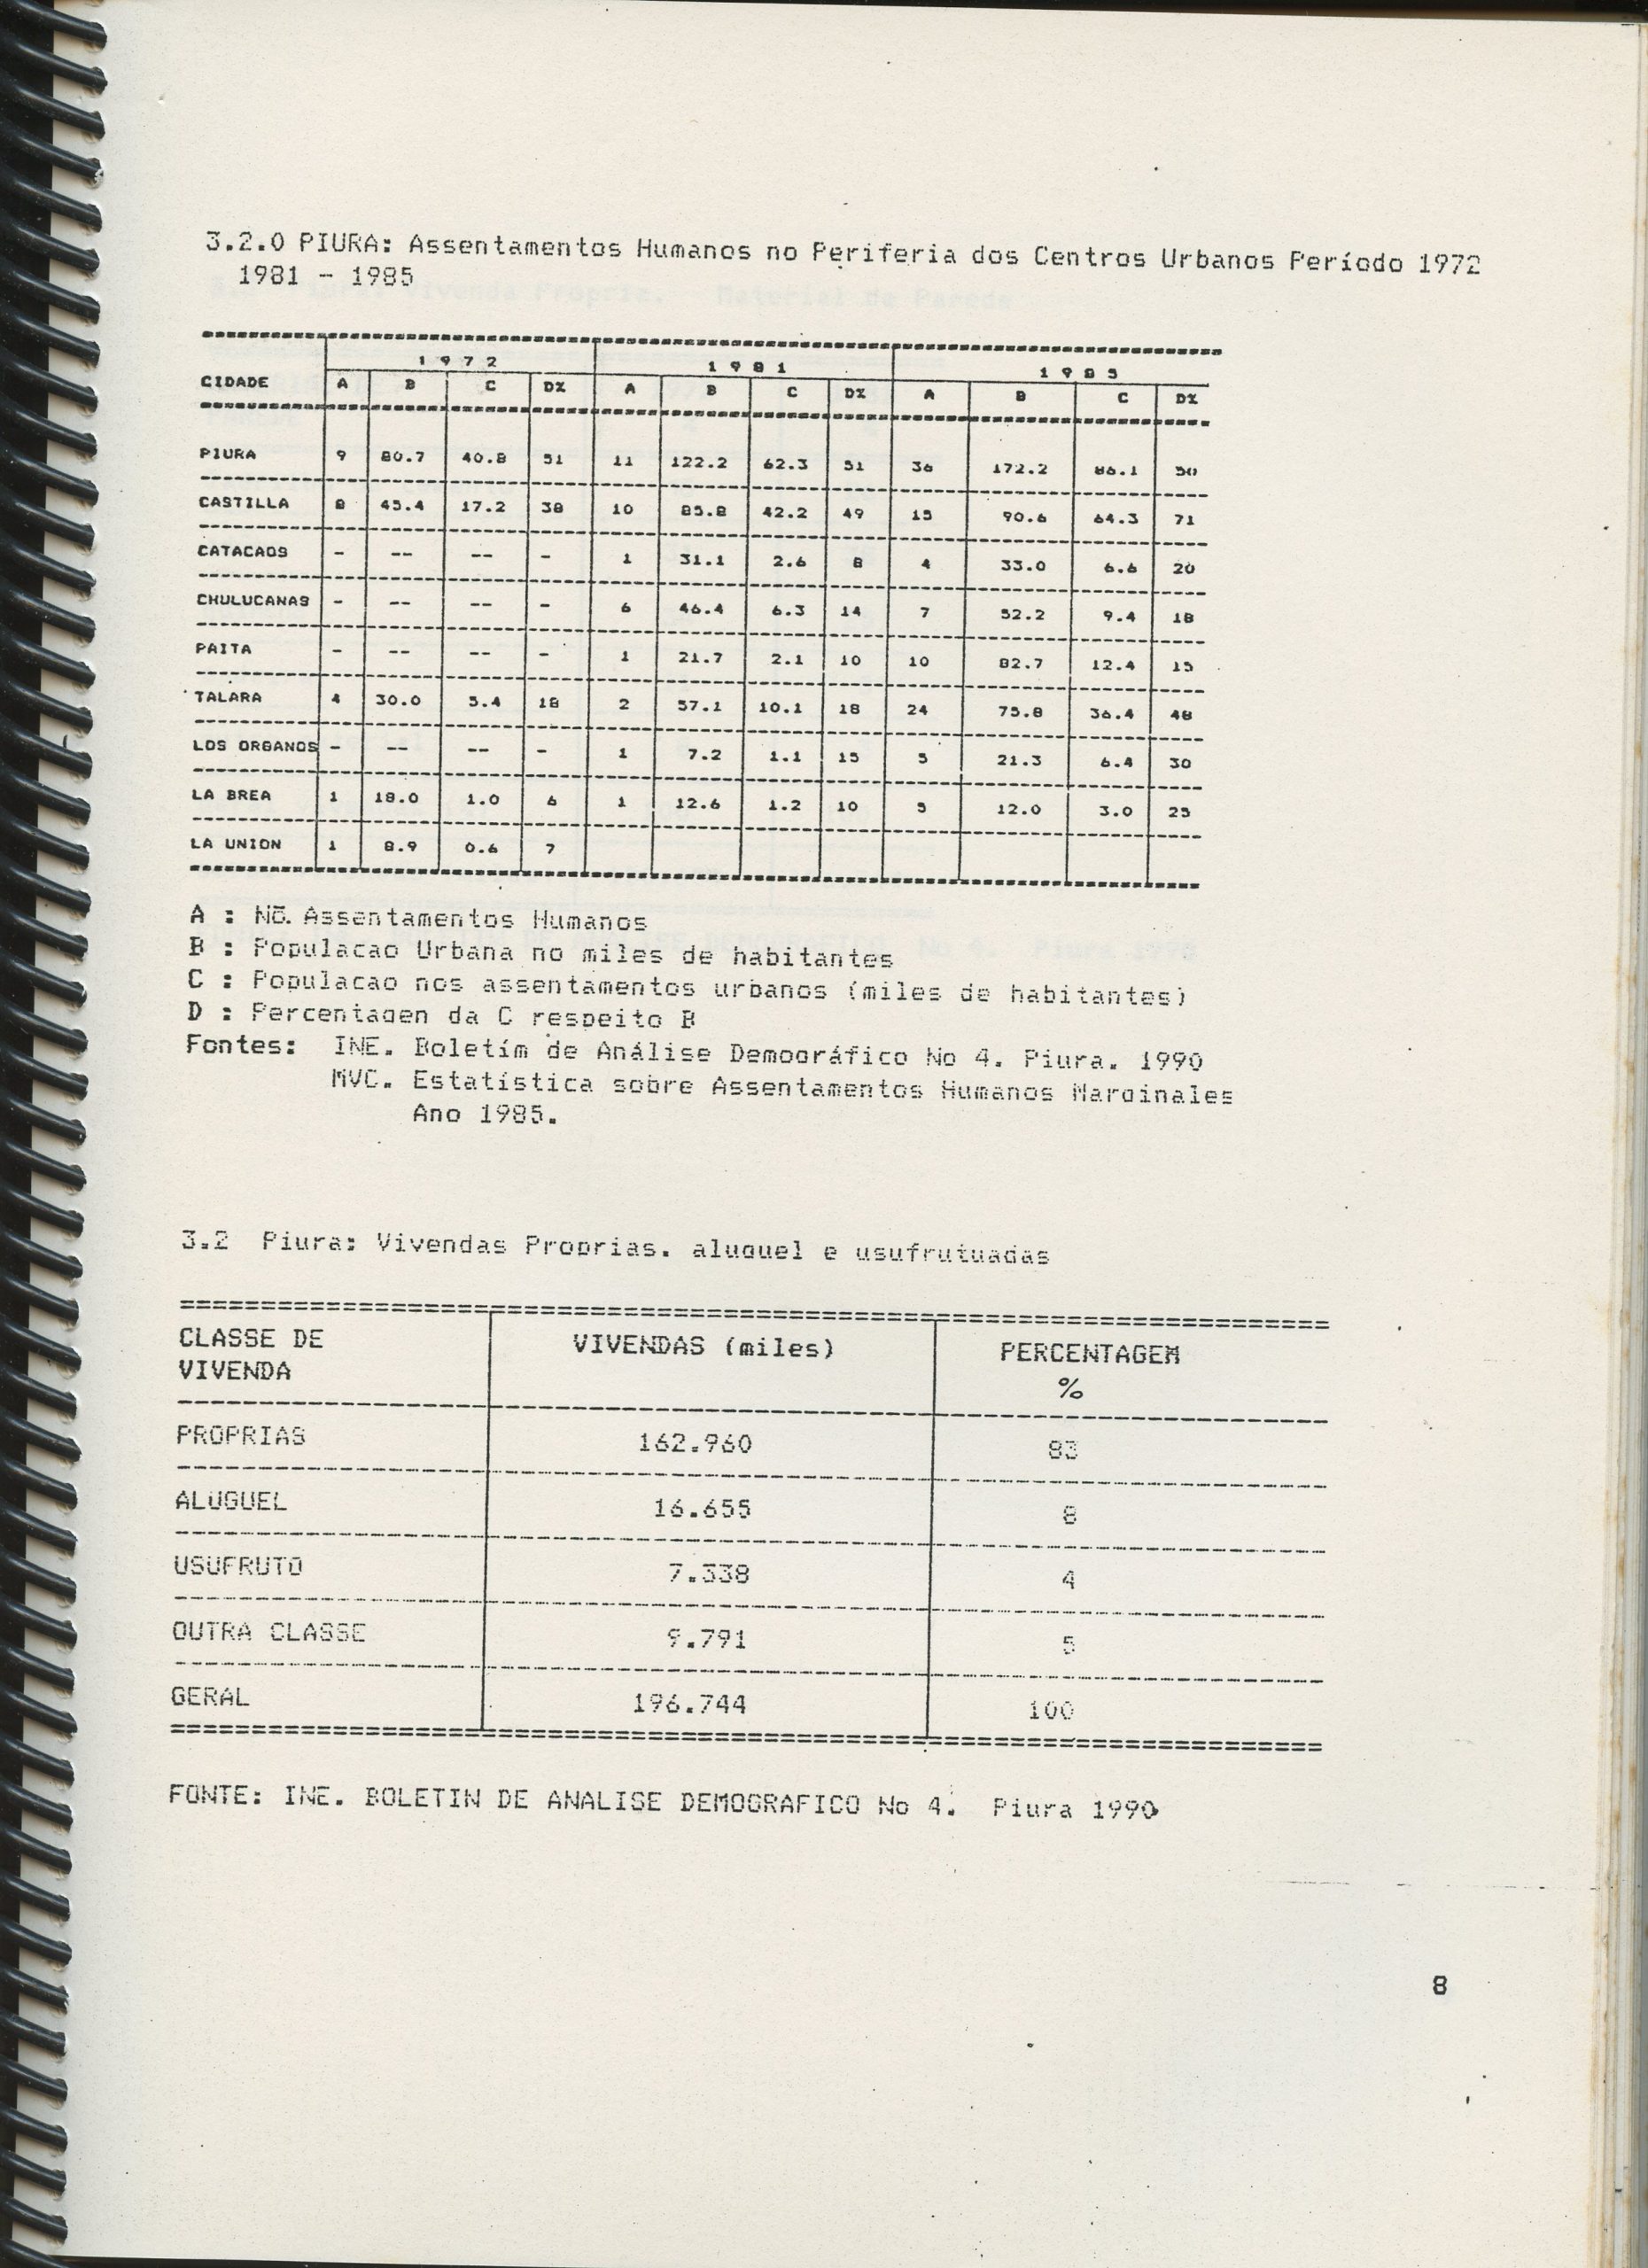 3.2.0 PIURA: Assentamentos Humanos no Periferia dos Centros Urbanos Período 1972
1981 - 1985
1 9 7 2 1 9 8 1 1 9 8 5
CIDADE A B C D% A B C D% A B C D%
PIURA 9 80.7 40.8 51 11 122.2 62.3 51 36 172.2 86.1 50
CASTILLA 8 45.4 17.2 38 10 85.8 42.2 49 15 90.6 64.3 71
CATACAOS - -- -- - 1 31.1 2.6 8 4 33.0 6.6 20
CHULUCANAS - -- -- - 6 46.4 6.3 14 7 52.2 9.4 18
PAITA - -- -- - 1 21.7 2.1 10 10 82.7 12.4 15
TALARA 4 30.0 5.4 18 2 57.1 10.1 18 24 75.8 36.4 48
LOS ORGANOS - -- -- - 1 7.2 1.1 15 5 21.3 6.4 30
LA BREA 1 18.0 1.0 6 1 12.6 1.2 10 5 12.0 3.0 25
LA UNION 1 8.9 0.6 7
A : Nõ. Assentamentos Humanos
B : Populacao Urbana no miles de habitantes
C : Populacao nos assentamentos urbanos (miles de habitantes)
D : Percentagen da C respeito B
Fontes: INE. Boletím de Análise Demográfico No 4. Piura. 1990
MVC. Estatística sobre Assentamentos Humanos Marginales
Ano 1985.
3.2 Piura: Vivendas Proprias. aluguel e usufrutuadas
CLASSE DE VIVENDAS (miles) PERCENTAGEM
VIVENDA %
PROPRIAS 162.960 83
ALUGUEL 16.655 8
USUFRUTO 7.338 4
OUTRA CLASSE 9.791 5
GERAL 196.744 100
FONTE: INE. BOLETIN DE ANALISE DEMOGRAFICO No 4. Piura 1990
8